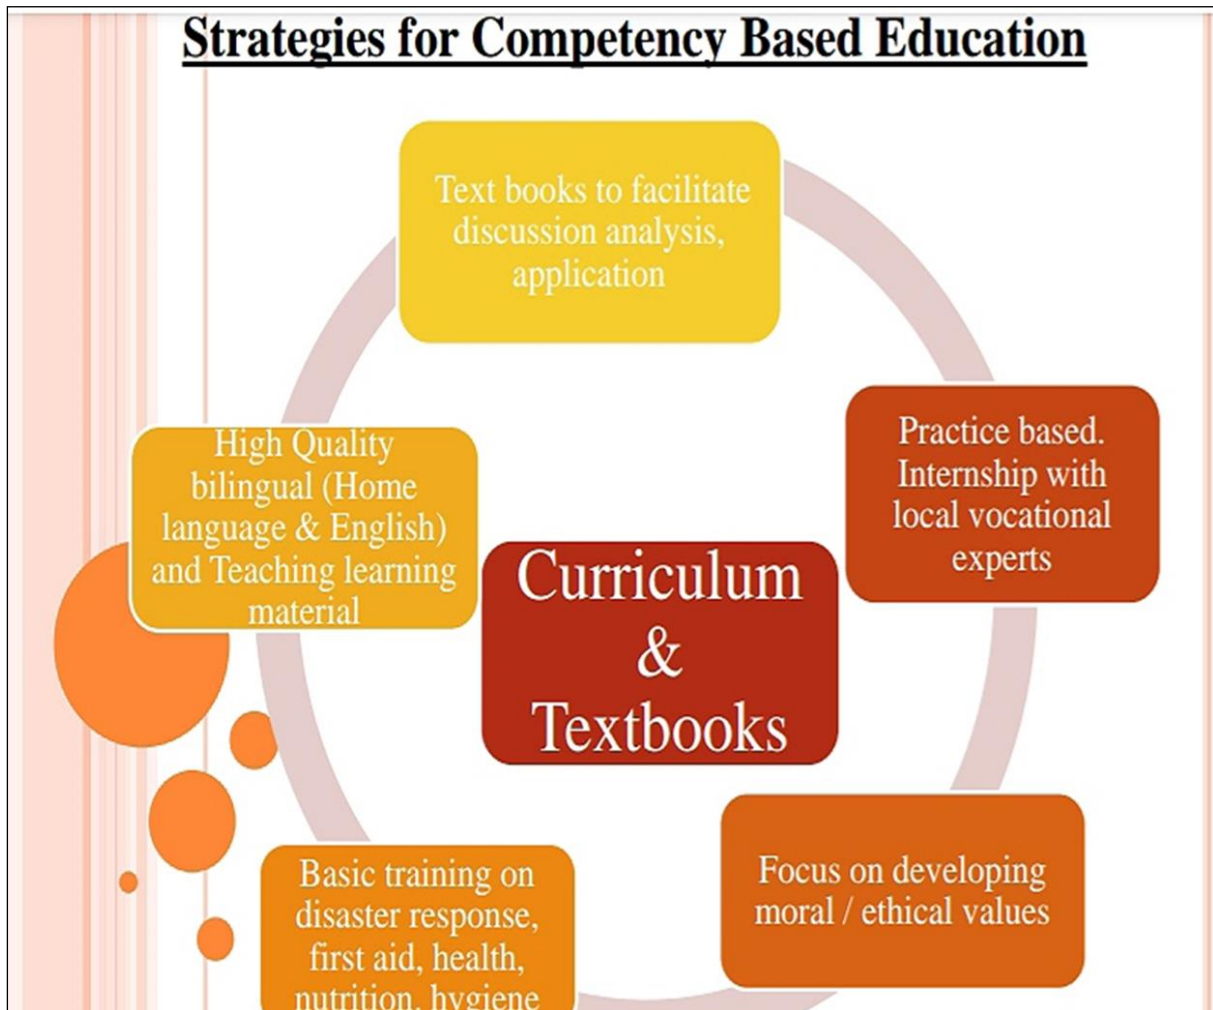 Strategies for Competency Based Education
Text books to facilitate
discussion analysis,
application
Practice based.
Internship with
local vocational
experts
High Quality
bilingual (Home
language & English)
and Teaching learning
material
Curriculum
&
Textbooks
Focus on developing
moral / ethical values
Basic training on
disaster response,
first aid, health,
nutrition, hygiene